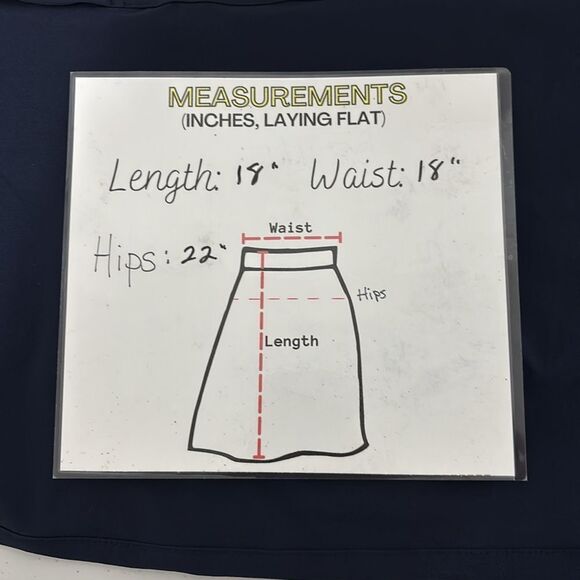 MEASUREMENTS
(INCHES, LAYING FLAT)
Length: 18" Waist: 18"
Waist
Hips: 22"
Hips
Length